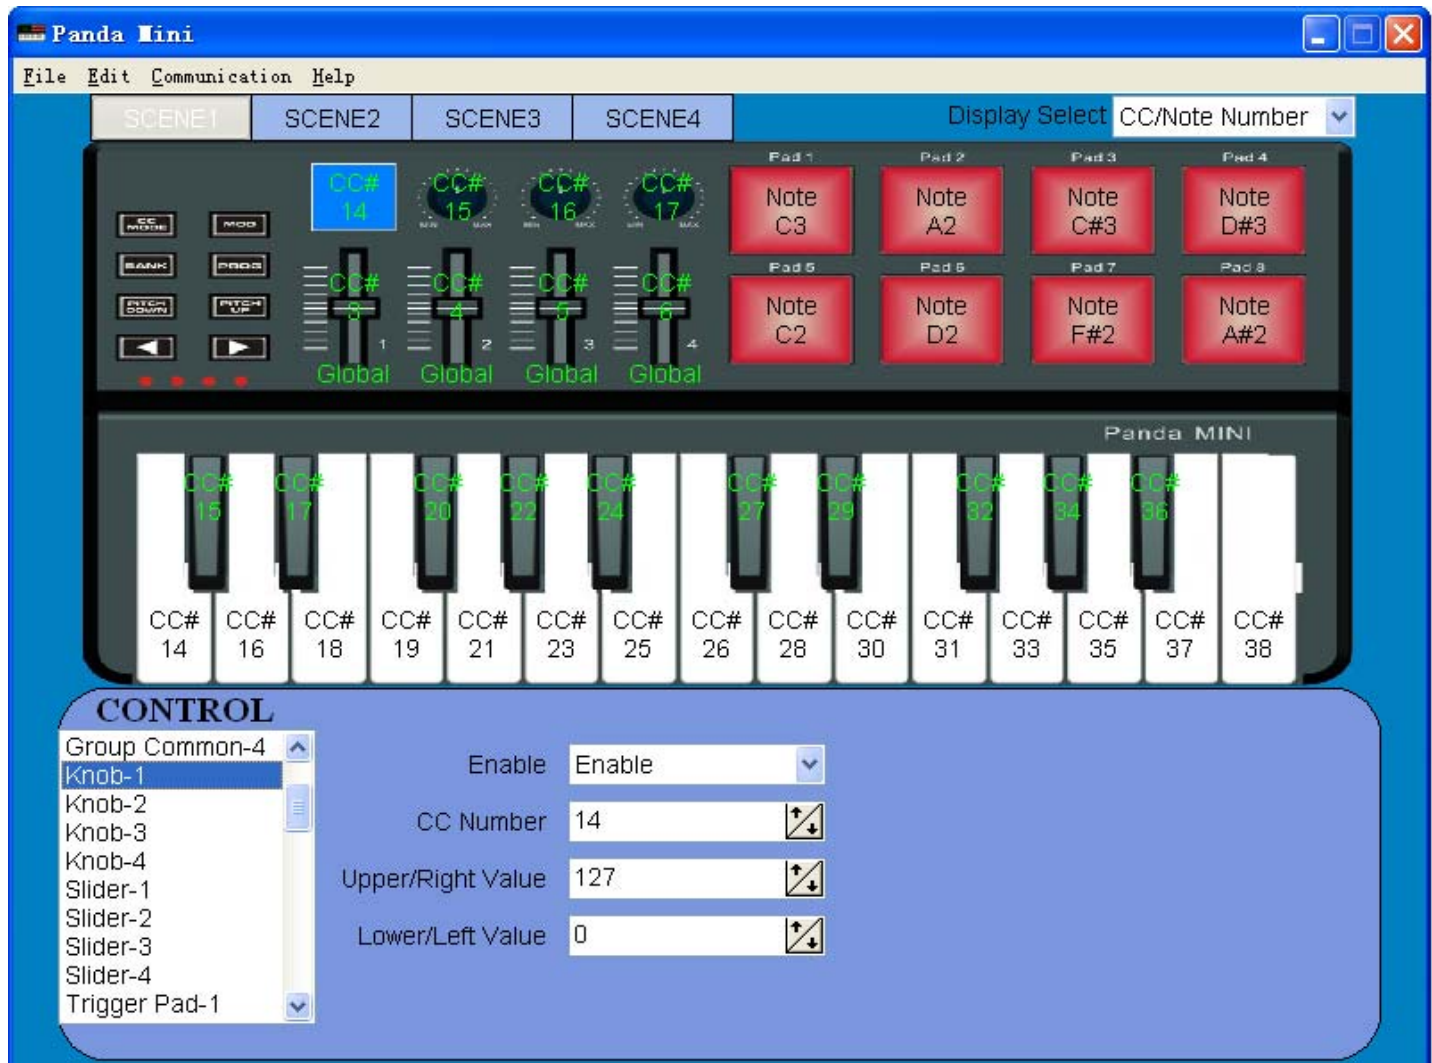 Panda Mini
File Edit Communication Help
SCENE1 SCENE2 SCENE3 SCENE4 Display Select CC/Note Number
Pad 1 Pad 2 Pad 3 Pad 4
CC# CC# CC# CC#
14 15 16 17
MIN MAX MIN MAX MIN MAX
Note Note Note Note
C3 A2 C#3 D#3
CC MODE MOD
BANK PROG
PITCH DOWN PITCH UP
Pad 5 Pad 6 Pad 7 Pad 8
CC# CC# CC# CC#
3 4 5 6
Note Note Note Note
C2 D2 F#2 A#2
1 2 3 4
Global Global Global Global
Panda MINI
CC# CC# CC# CC# CC# CC# CC# CC# CC# CC#
15 17 20 22 24 27 29 32 34 36
CC# CC# CC# CC# CC# CC# CC# CC# CC# CC# CC# CC# CC# CC# CC#
14 16 18 19 21 23 25 26 28 30 31 33 35 37 38
CONTROL
Group Common-4
Knob-1
Knob-2
Knob-3
Knob-4
Slider-1
Slider-2
Slider-3
Slider-4
Trigger Pad-1
Enable Enable
CC Number 14
Upper/Right Value 127
Lower/Left Value 0